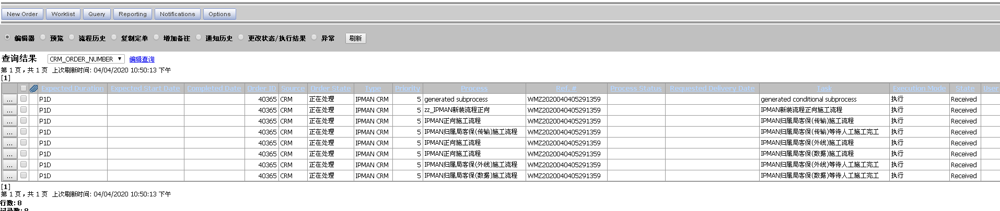 New Order Worklist Query Reporting Notifications Options
编辑器 预览 流程历史 复制定单 增加备注 通知历史 更改状态/执行结果 异常 刷新
查询结果 CRM_ORDER_NUMBER 编辑查询
第 1 页 , 共 1 页 上次刷新时间: 04/04/2020 10:50:13 下午
[1]
Expected Duration Expected Start Date Completed Date Order ID Source Order State Type Priority Process Ref. # Process Status Requested Delivery Date Task Execution Mode State User
... P1D 40365 CRM 正在处理 IPMAN CRM 5 generated subprocess WMZ2020040405291359 generated conditional subprocess 执行 Received
... P1D 40365 CRM 正在处理 IPMAN CRM 5 zz_IPMAN新装流程正向 WMZ2020040405291359 IPMAN新装流程正向施工流程 执行 Received
... P1D 40365 CRM 正在处理 IPMAN CRM 5 IPMAN正向施工流程 WMZ2020040405291359 IPMAN归属局客保(传输)施工流程 执行 Received
... P1D 40365 CRM 正在处理 IPMAN CRM 5 IPMAN归属局客保(传输)施工流程 WMZ2020040405291359 IPMAN归属局客保(传输)等待人工施工完工 执行 Received
... P1D 40365 CRM 正在处理 IPMAN CRM 5 IPMAN正向施工流程 WMZ2020040405291359 IPMAN归属局客保(外线)施工流程 执行 Received
... P1D 40365 CRM 正在处理 IPMAN CRM 5 IPMAN正向施工流程 WMZ2020040405291359 IPMAN归属局客保(数据)施工流程 执行 Received
... P1D 40365 CRM 正在处理 IPMAN CRM 5 IPMAN归属局客保(外线)施工流程 WMZ2020040405291359 IPMAN归属局客保(外线)等待人工施工完工 执行 Received
... P1D 40365 CRM 正在处理 IPMAN CRM 5 IPMAN归属局客保(数据)施工流程 WMZ2020040405291359 IPMAN归属局客保(数据)等待人工施工完工 执行 Received
[1]
第 1 页 , 共 1 页 上次刷新时间: 04/04/2020 10:50:13 下午
行数: 8
记录数: 8